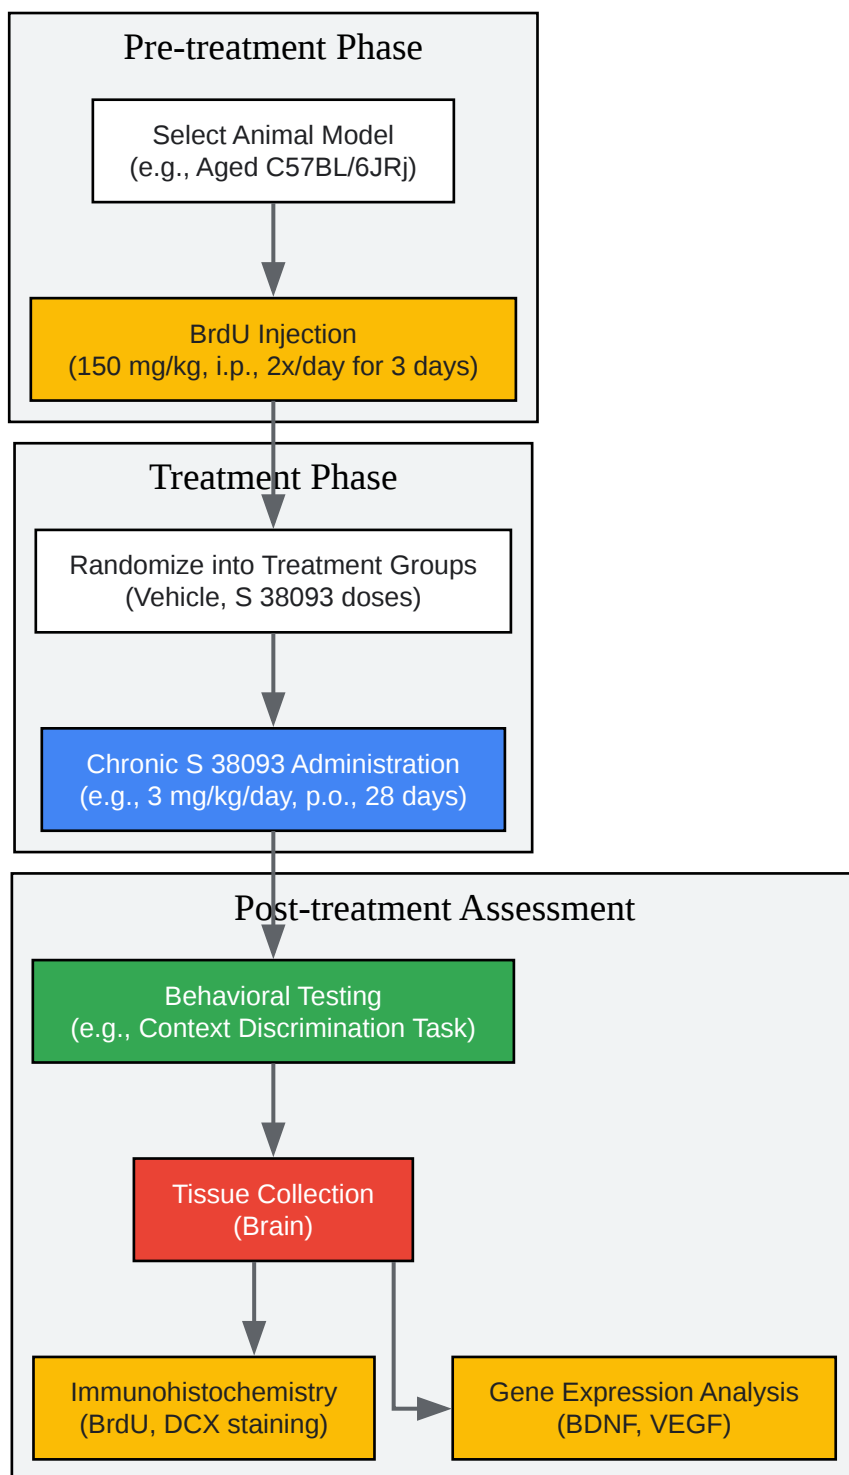 Pre-treatment Phase
Select Animal Model
(e.g., Aged C57BL/6JRj)
BrdU Injection
(150 mg/kg, i.p., 2x/day for 3 days)
Treatment Phase
Randomize into Treatment Groups
(Vehicle, S 38093 doses)
Chronic S 38093 Administration
(e.g., 3 mg/kg/day, p.o., 28 days)
Post-treatment Assessment
Behavioral Testing
(e.g., Context Discrimination Task)
Tissue Collection
(Brain)
Immunohistochemistry
(BrdU, DCX staining)
Gene Expression Analysis
(BDNF, VEGF)